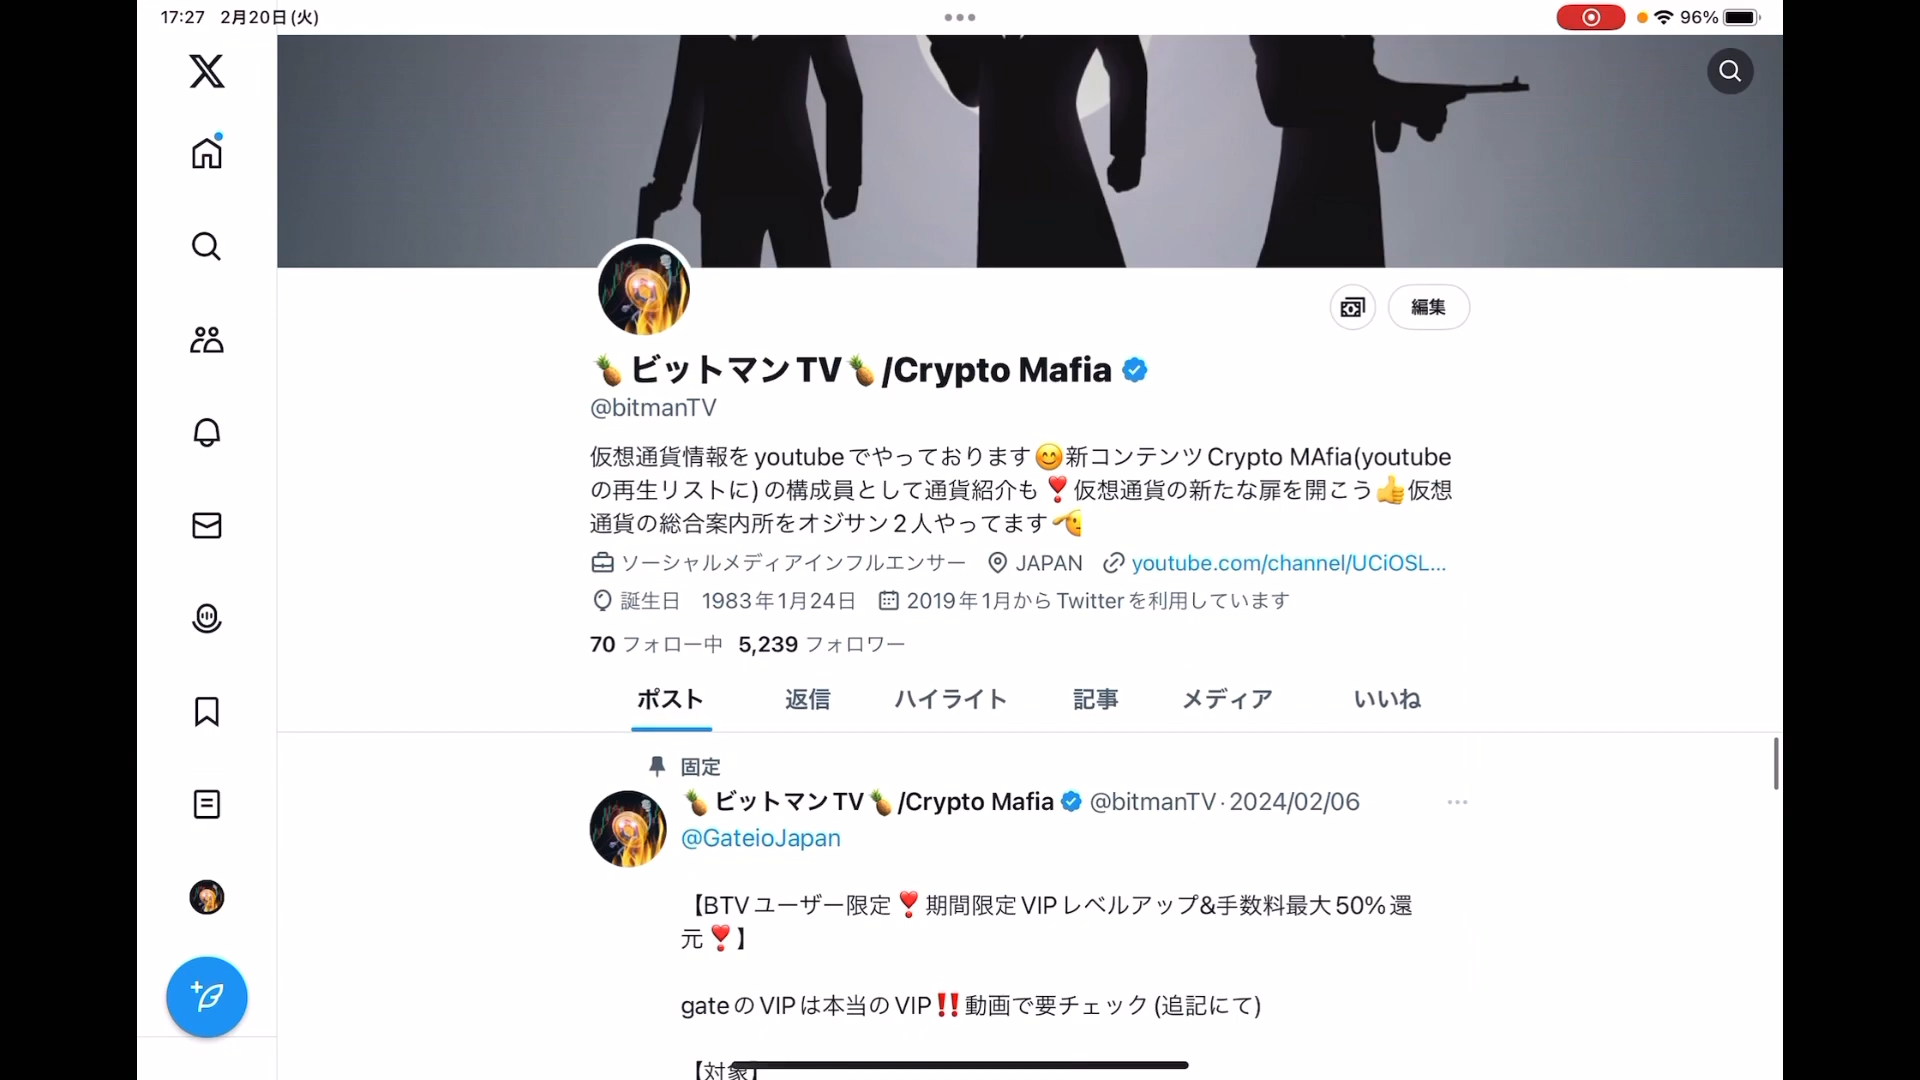 17:27 2月20日(火)
96%
編集
🍍ビットマンTV🍍/Crypto Mafia
@bitmanTV
仮想通貨情報をyoutubeでやっております😊新コンテンツCrypto MAfia(youtube
の再生リストに)の構成員として通貨紹介も❣️仮想通貨の新たな扉を開こう👍仮想
通貨の総合案内所をオジサン2人やってます🫡
ソーシャルメディアインフルエンサー JAPAN youtube.com/channel/UCiOSL...
誕生日 1983年1月24日 2019年1月からTwitterを利用しています
70 フォロー中 5,239 フォロワー
ポスト 返信 ハイライト 記事 メディア いいね
固定
🍍ビットマンTV🍍/Crypto Mafia @bitmanTV·2024/02/06
@GateioJapan
【BTVユーザー限定❣️期間限定VIPレベルアップ&手数料最大50%還
元❣️】
gateのVIPは本当のVIP‼️動画で要チェック(追記にて)
【対象】